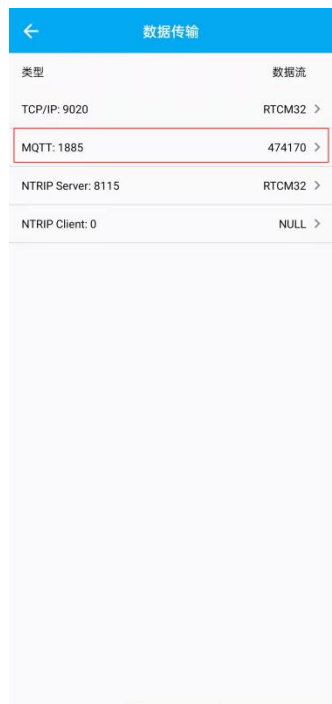 数据传输
类型 数据流
TCP/IP: 9020 RTCM32
MQTT: 1885 474170
NTRIP Server: 8115 RTCM32
NTRIP Client: 0 NULL